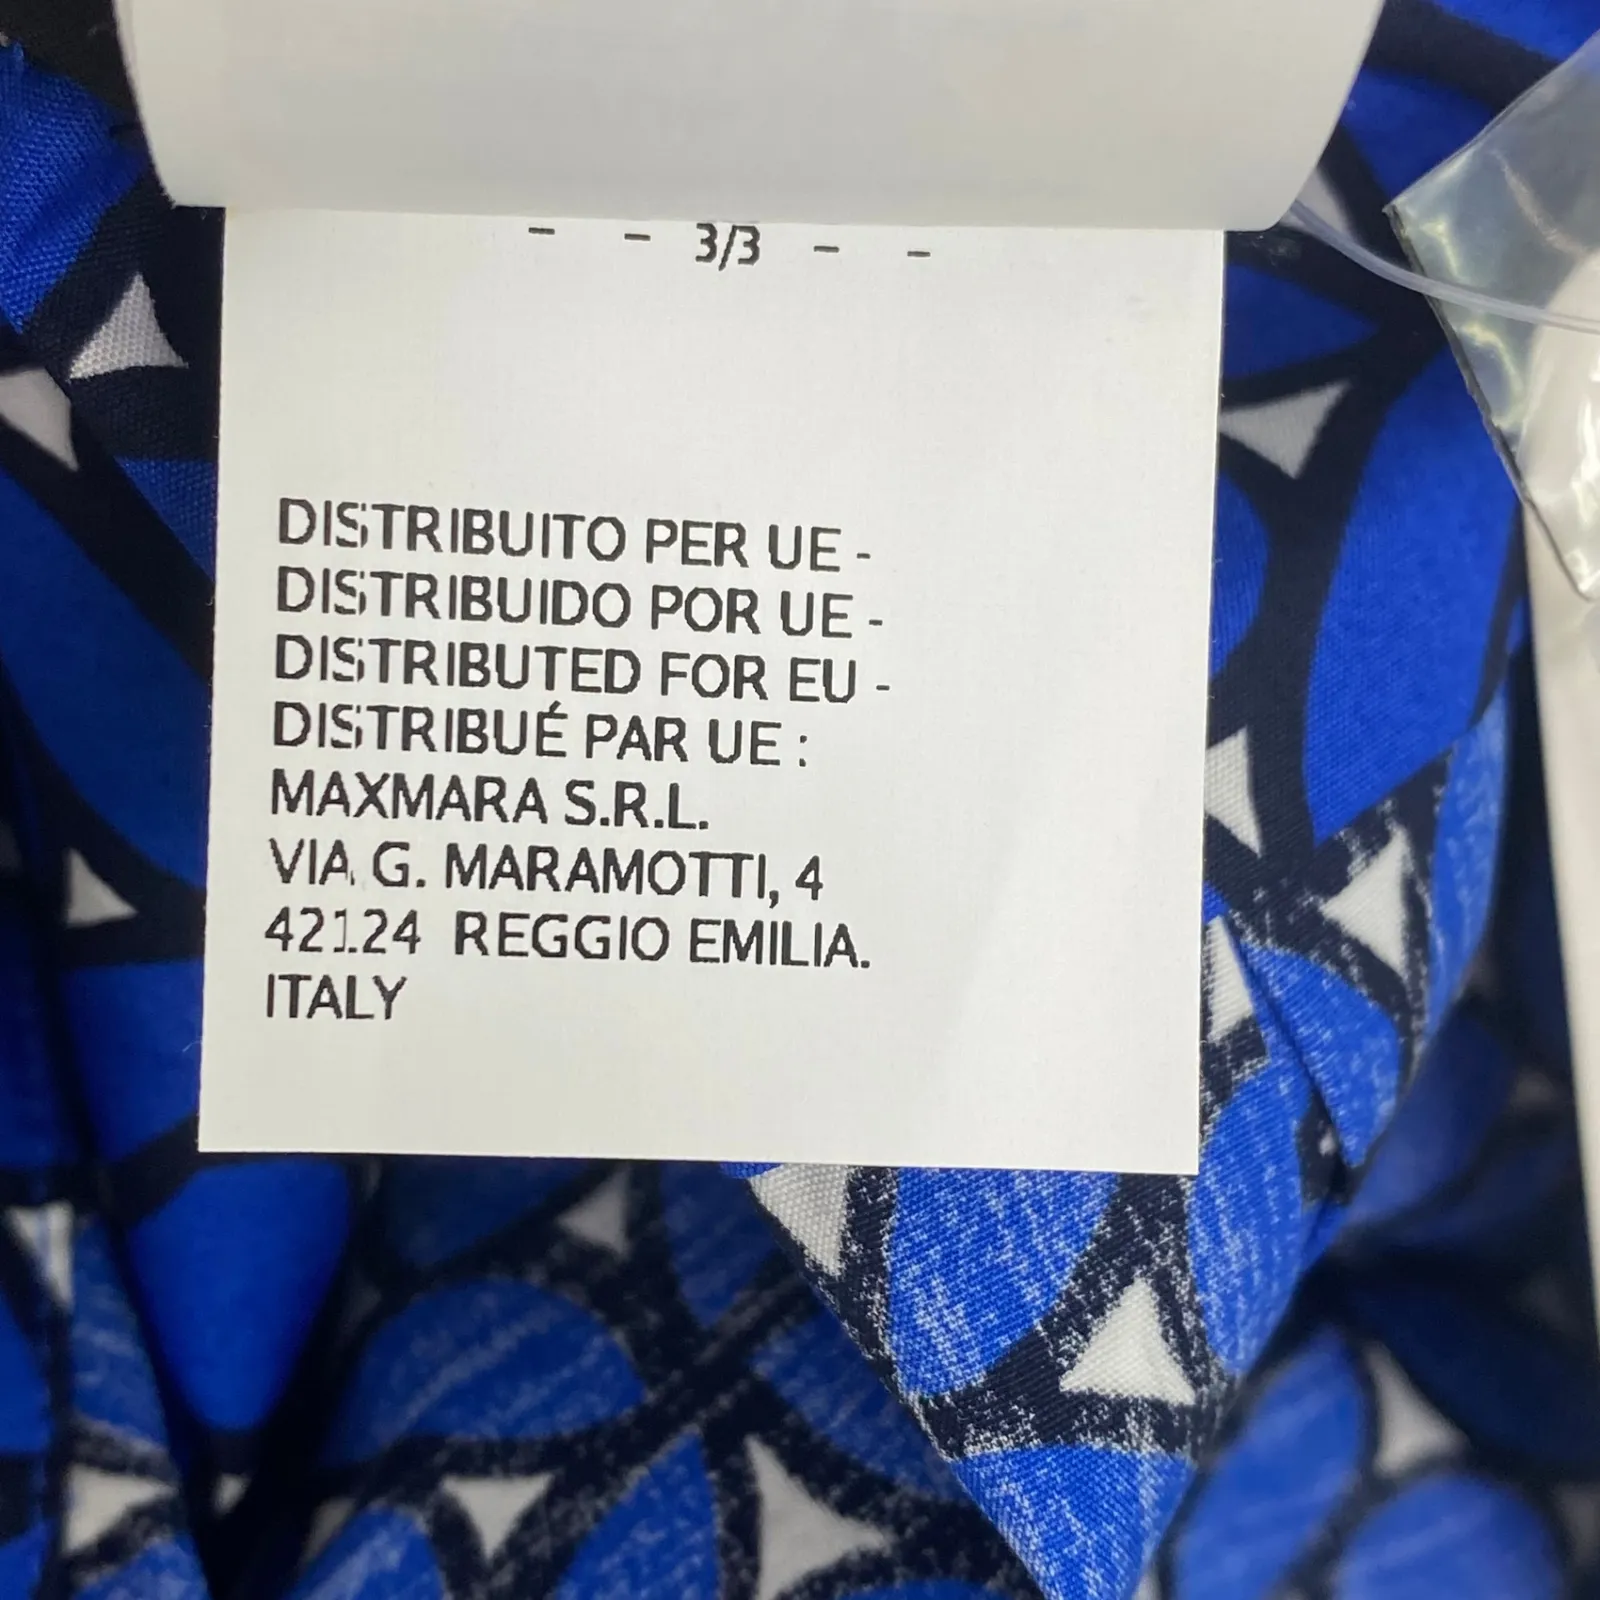 - - 3/3 - -
DISTRIBUITO PER UE -
DISTRIBUIDO POR UE -
DISTRIBUTED FOR EU -
DISTRIBUÉ PAR UE :
MAXMARA S.R.L.
VIA G. MARAMOTTI, 4
42124 REGGIO EMILIA.
ITALY